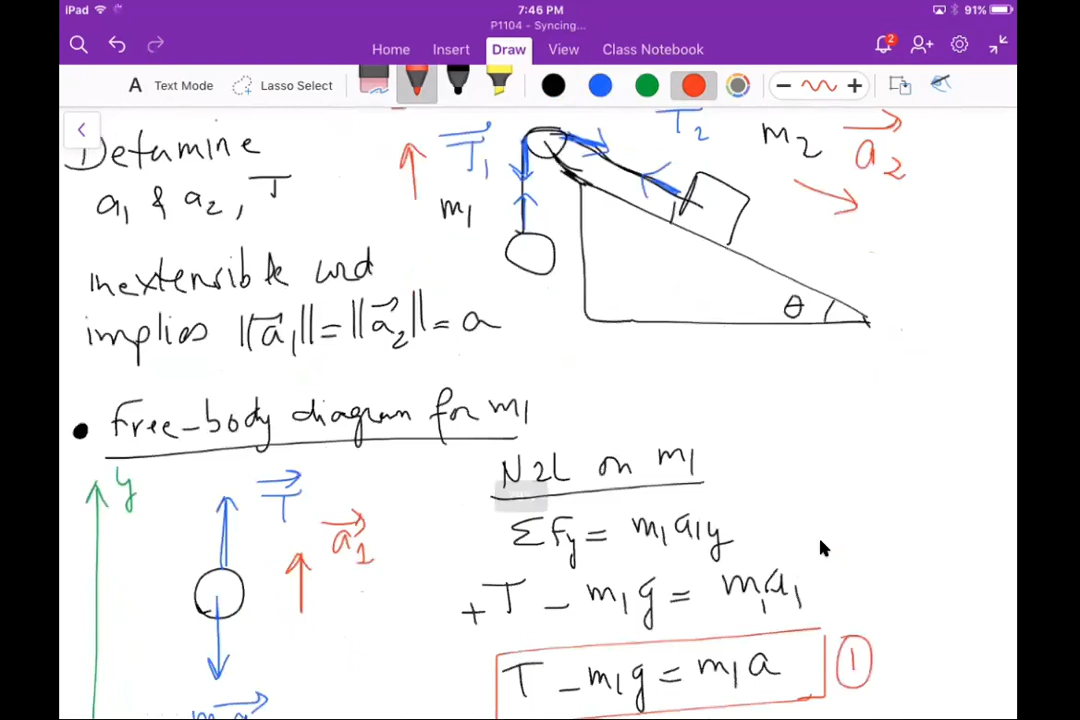 iPad 7:46 PM 91%
P1104 - Syncing...
Home Insert Draw View Class Notebook 2
A Text Mode Lasso Select
Detamine
a1 & a2, T
T1 T2 m2 a2
m1
θ
inextensible cord
implies ||a1|| = ||a2|| = a
• Free-body diagram for m1
y T a1
N2L on m1
ΣFy = m1a1y
+T - m1g = m1a1
T - m1g = m1a 1